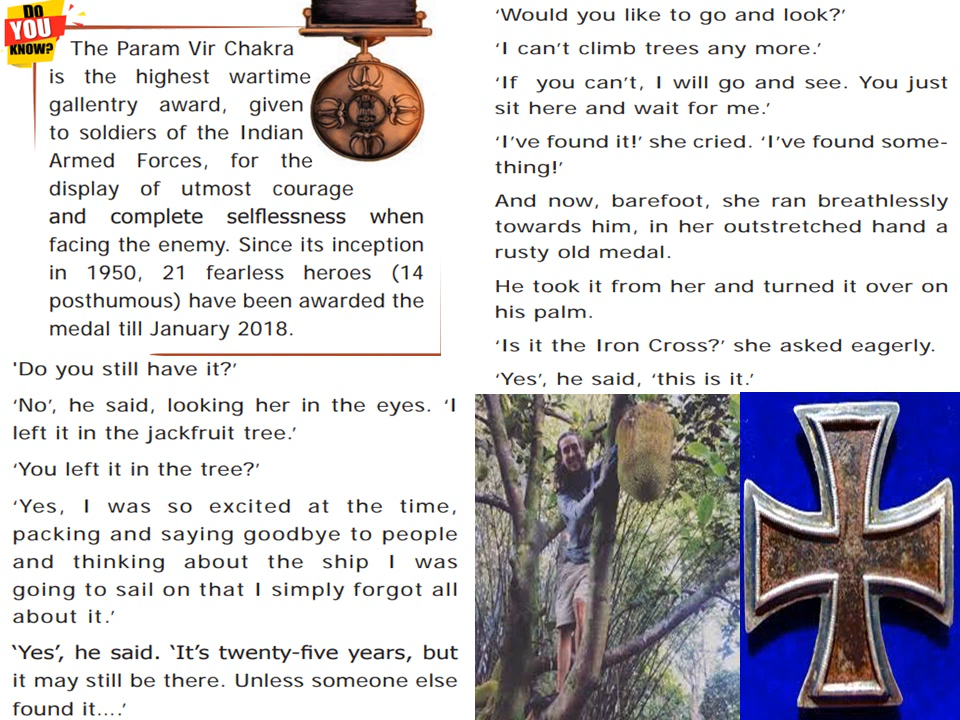 DO
YOU
KNOW?
The Param Vir Chakra
is the highest wartime
gallentry award, given
to soldiers of the Indian
Armed Forces, for the
display of utmost courage
and complete selflessness when
facing the enemy. Since its inception
in 1950, 21 fearless heroes (14
posthumous) have been awarded the
medal till January 2018.
'Do you still have it?’
‘No’, he said, looking her in the eyes. ‘I
left it in the jackfruit tree.’
‘You left it in the tree?’
‘Yes, I was so excited at the time,
packing and saying goodbye to people
and thinking about the ship I was
going to sail on that I simply forgot all
about it.’
‘Yes’, he said. ‘It’s twenty-five years, but
it may still be there. Unless someone else
found it....’
‘Would you like to go and look?’
‘I can’t climb trees any more.’
‘If you can’t, I will go and see. You just
sit here and wait for me.’
‘I’ve found it!’ she cried. ‘I’ve found some-
thing!’
And now, barefoot, she ran breathlessly
towards him, in her outstretched hand a
rusty old medal.
He took it from her and turned it over on
his palm.
‘Is it the Iron Cross?’ she asked eagerly.
‘Yes’, he said, ‘this is it.’